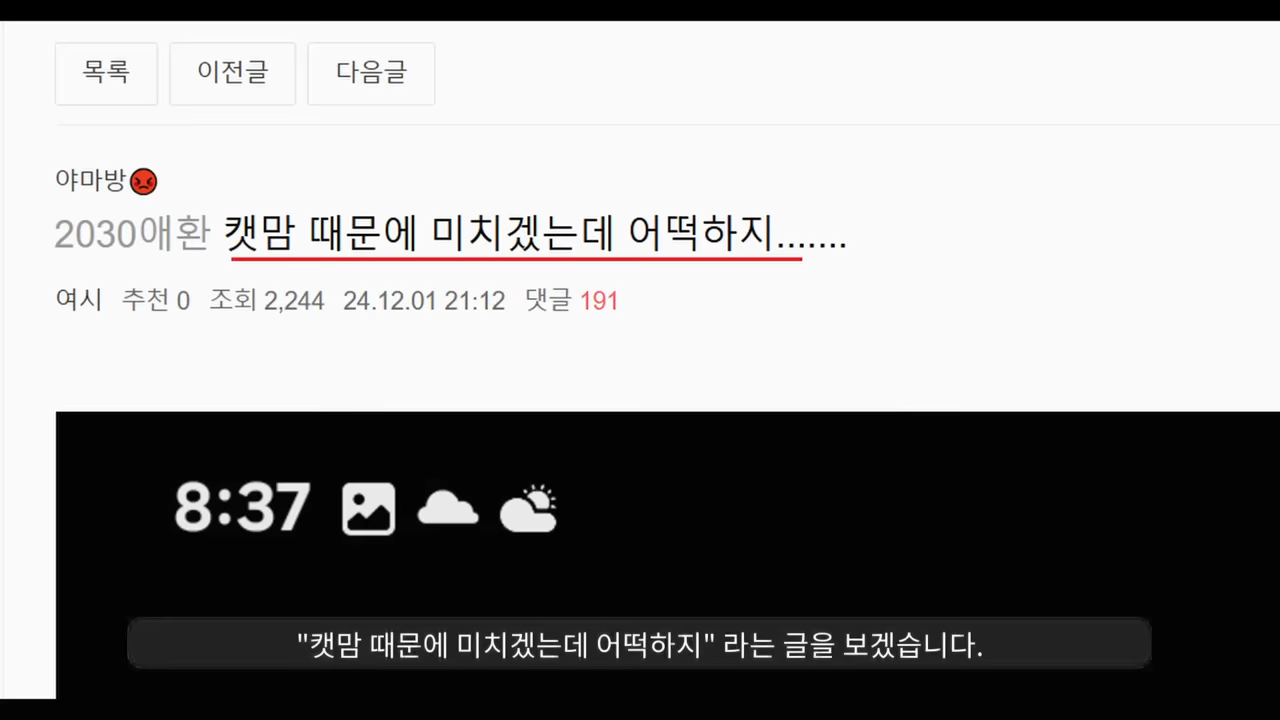 목록 이전글 다음글
야마방😡
2030애환 캣맘 때문에 미치겠는데 어떡하지.......
여시 추천 0 조회 2,244 24.12.01 21:12 댓글 191
8:37
"캣맘 때문에 미치겠는데 어떡하지" 라는 글을 보겠습니다.